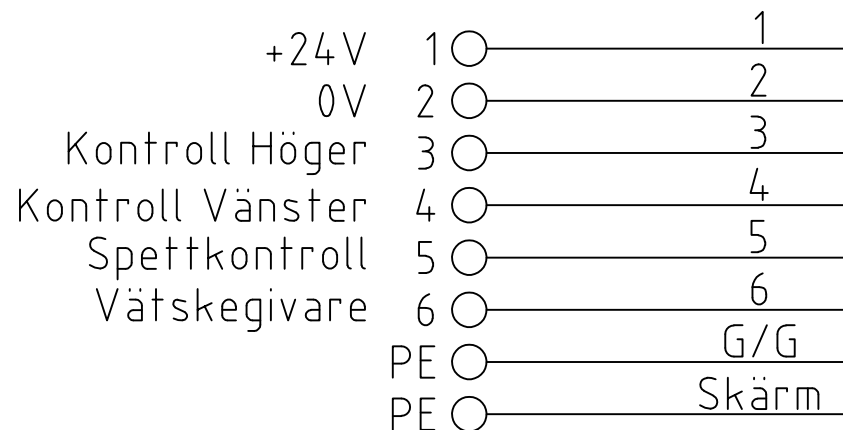 +24V 1 1
0V 2 2
Kontroll Höger 3 3
Kontroll Vänster 4 4
Spettkontroll 5 5
Vätskegivare 6 6
PE G/G
PE Skärm